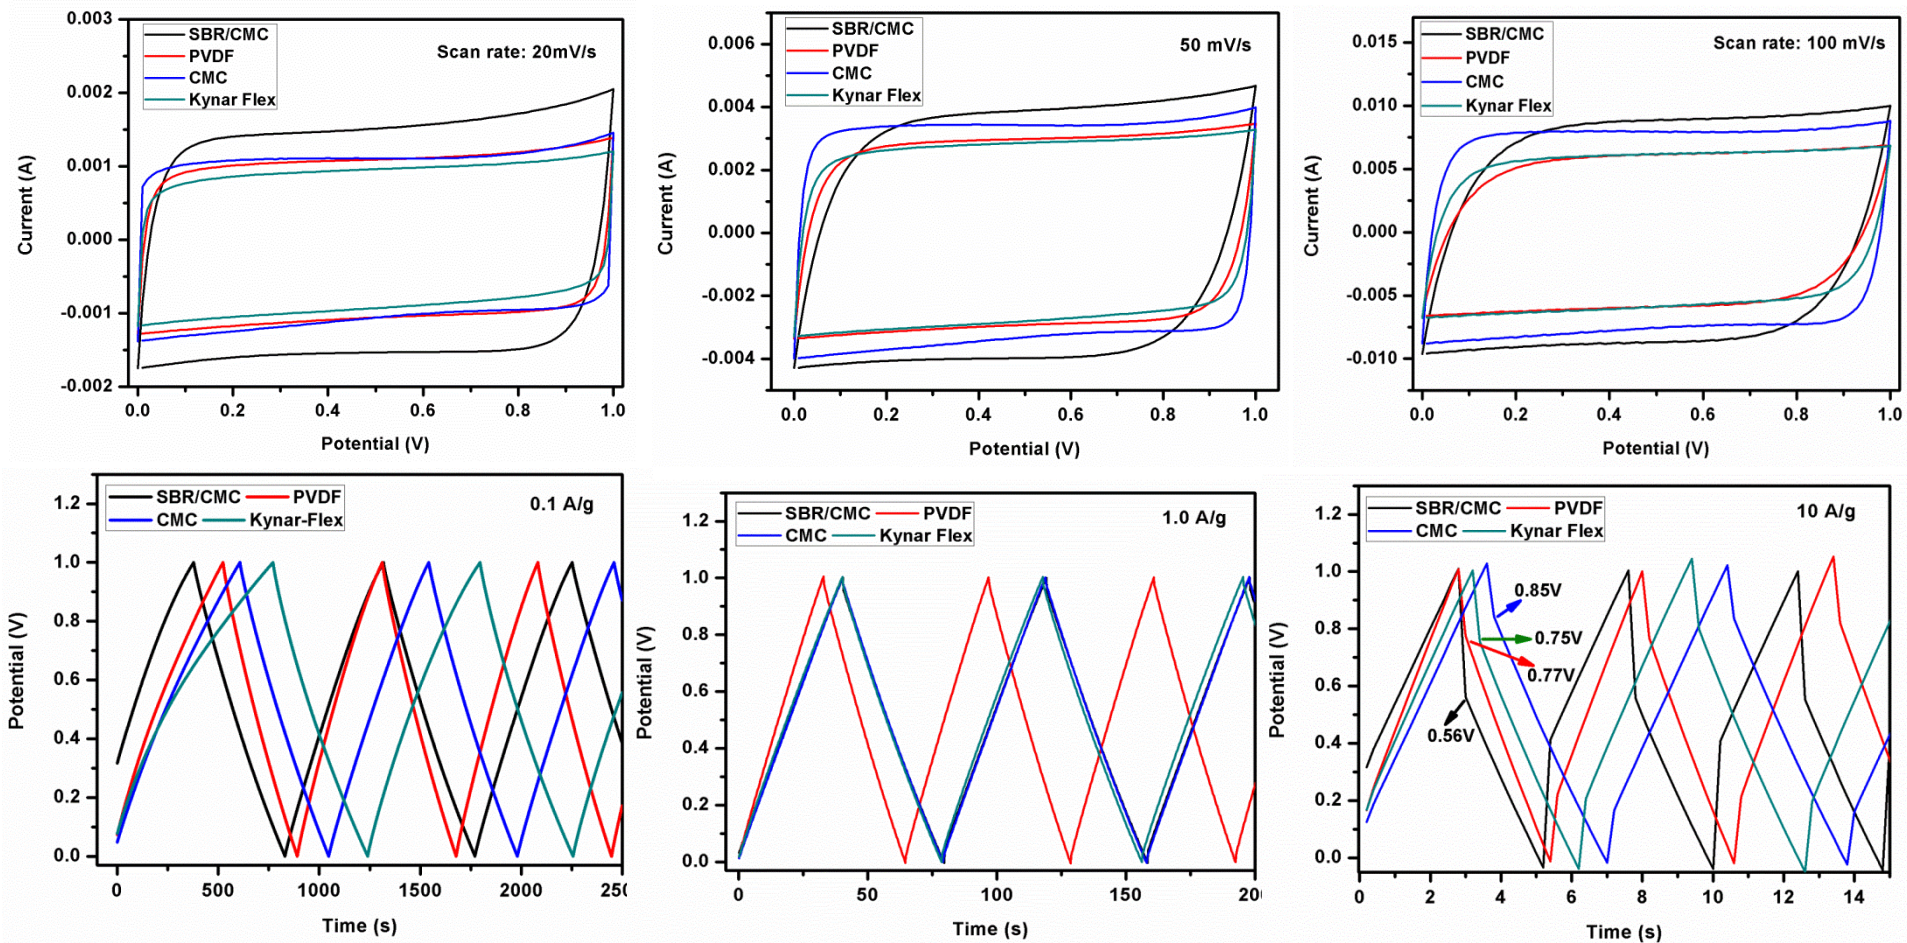 SBR/CMC
PVDF
CMC
Kynar Flex
Scan rate: 20mV/s
0.003
0.002
0.001
0.000
-0.001
-0.002
Current (A)
0.0 0.2 0.4 0.6 0.8 1.0
Potential (V)
SBR/CMC
PVDF
CMC
Kynar Flex
50 mV/s
0.006
0.004
0.002
0.000
-0.002
-0.004
Current (A)
0.0 0.2 0.4 0.6 0.8 1.0
Potential (V)
SBR/CMC
PVDF
CMC
Kynar Flex
Scan rate: 100 mV/s
0.015
0.010
0.005
0.000
-0.005
-0.010
Current (A)
0.0 0.2 0.4 0.6 0.8 1.0
Potential (V)
SBR/CMC PVDF
CMC Kynar-Flex
0.1 A/g
1.2
1.0
0.8
0.6
0.4
0.2
0.0
Potential (V)
0 500 1000 1500 2000 250
Time (s)
SBR/CMC PVDF
CMC Kynar Flex
1.0 A/g
1.2
1.0
0.8
0.6
0.4
0.2
0.0
Potential (V)
0 50 100 150 20
Time (s)
SBR/CMC PVDF
CMC Kynar Flex
10 A/g
1.2
1.0
0.8
0.6
0.4
0.2
0.0
Potential (V)
0.85V
0.75V
0.77V
0.56V
0 2 4 6 8 10 12 14
Time (s)